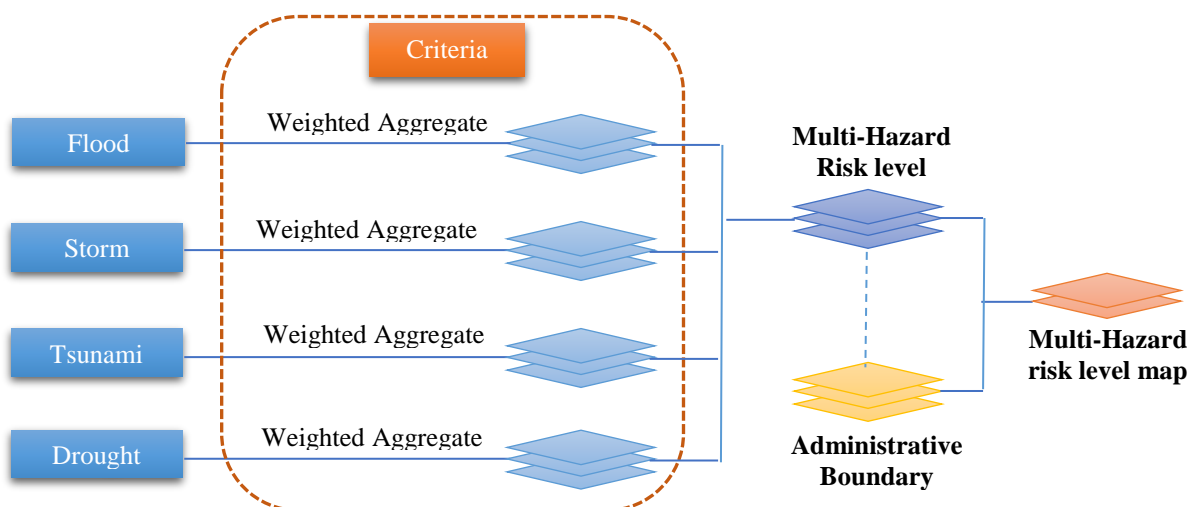 Criteria
Flood
Weighted Aggregate
Multi-Hazard
Risk level
Storm
Weighted Aggregate
Tsunami
Weighted Aggregate
Multi-Hazard
risk level map
Drought
Weighted Aggregate
Administrative
Boundary